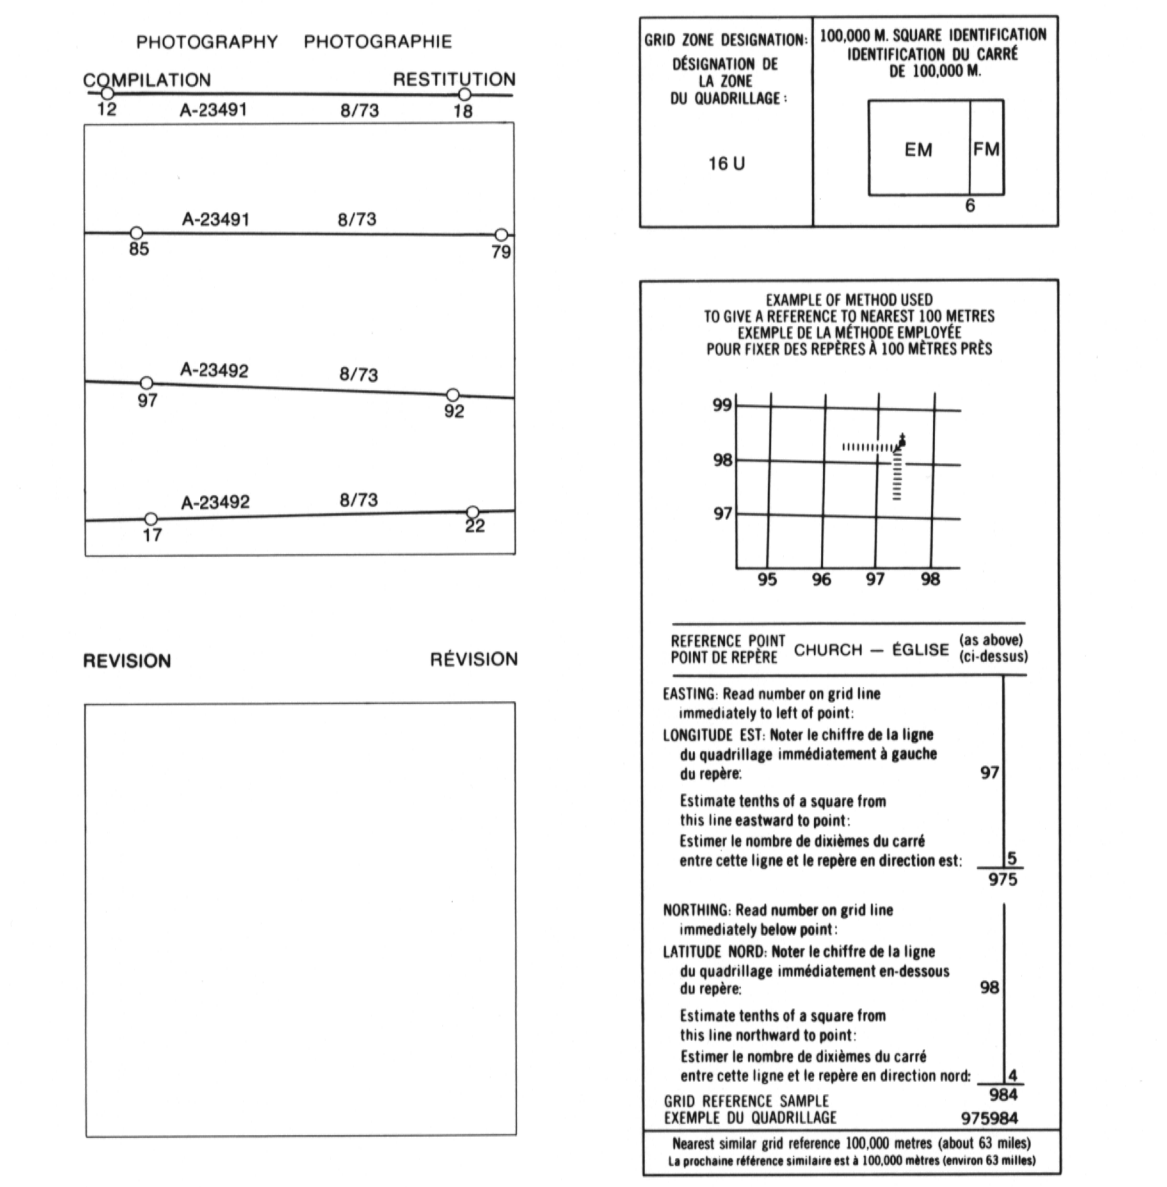 PHOTOGRAPHY PHOTOGRAPHIE
COMPILATION RESTITUTION
12 A-23491 8/73 18
A-23491 8/73
85 79
A-23492 8/73
97 92
A-23492 8/73
17 22
REVISION RÉVISION
GRID ZONE DESIGNATION:
DÉSIGNATION DE
LA ZONE
DU QUADRILLAGE:
16 U
100,000 M. SQUARE IDENTIFICATION
IDENTIFICATION DU CARRÉ
DE 100,000 M.
EM FM
6
EXAMPLE OF METHOD USED
TO GIVE A REFERENCE TO NEAREST 100 METRES
EXEMPLE DE LA MÉTHODE EMPLOYÉE
POUR FIXER DES REPÈRES À 100 MÈTRES PRÈS
99
98
97
95 96 97 98
REFERENCE POINT
POINT DE REPÈRE
CHURCH — ÉGLISE
(as above)
(ci-dessus)
EASTING: Read number on grid line
immediately to left of point:
LONGITUDE EST: Noter le chiffre de la ligne
du quadrillage immédiatement à gauche
du repère: 97
Estimate tenths of a square from
this line eastward to point:
Estimer le nombre de dixièmes du carré
entre cette ligne et le repère en direction est: 5
975
NORTHING: Read number on grid line
immediately below point:
LATITUDE NORD: Noter le chiffre de la ligne
du quadrillage immédiatement en-dessous
du repère: 98
Estimate tenths of a square from
this line northward to point:
Estimer le nombre de dixièmes du carré
entre cette ligne et le repère en direction nord: 4
984
GRID REFERENCE SAMPLE
EXEMPLE DU QUADRILLAGE 975984
Nearest similar grid reference 100,000 metres (about 63 miles)
La prochaine référence similaire est à 100,000 mètres (environ 63 milles)